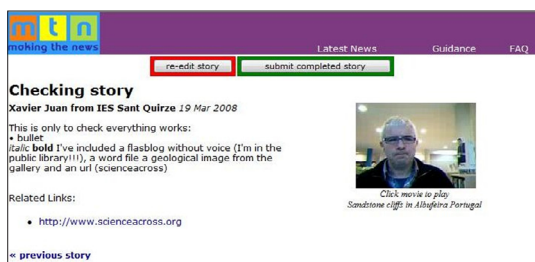 mtn
making the news
Latest News Guidance FAQ
re-edit story submit completed story
Checking story
Xavier Juan from IES Sant Quirze 19 Mar 2008
This is only to check everything works:
• bullet
italic bold I've included a flasblog without voice (I'm in the
public library!!!), a word file a geological image from the
gallery and an url (scienceacross)
Click movie to play
Sandstone cliffs in Albufeira Portugal
Related Links:
• http://www.scienceacross.org
« previous story